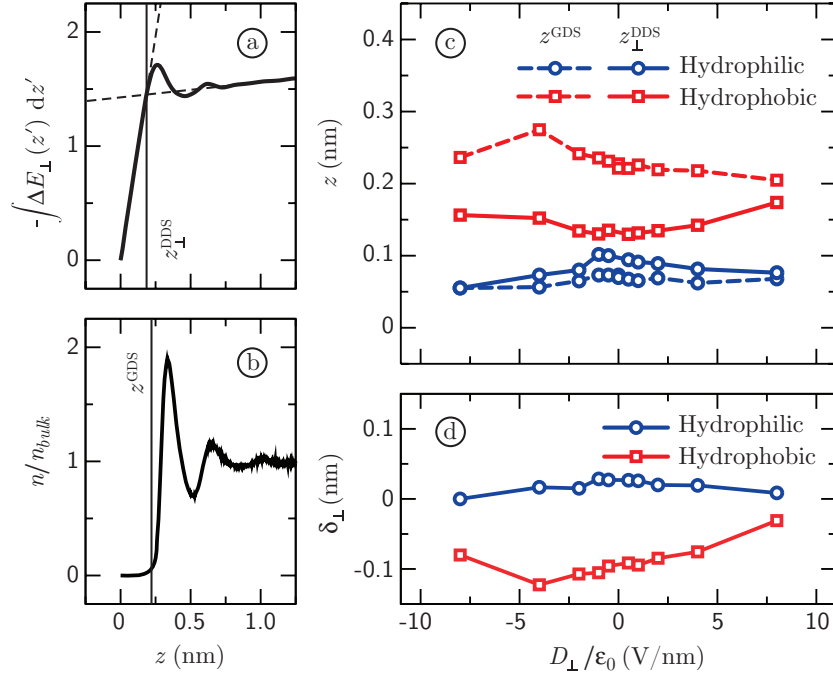 a
-∫ΔE⊥(z′) dz′
2
1
0
z⊥^DDS
b
n/n_bulk
2
1
0
z^GDS
0
0.5
1.0
z (nm)
c
z^GDS
z⊥^DDS
Hydrophilic
Hydrophobic
z (nm)
0.4
0.3
0.2
0.1
0
d
Hydrophilic
Hydrophobic
δ⊥(nm)
0.1
0
-0.1
-10
-5
0
5
10
D⊥/ε₀ (V/nm)